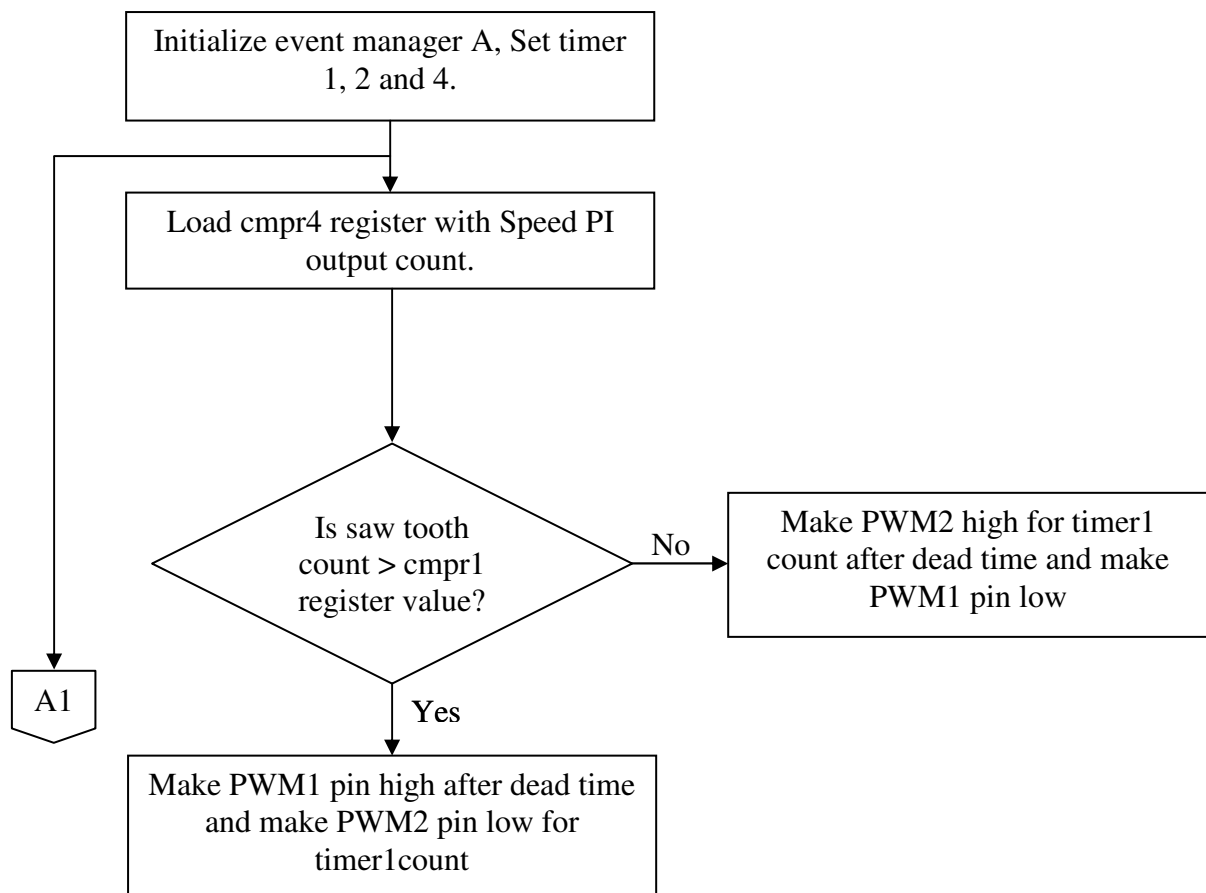 Initialize event manager A, Set timer
1, 2 and 4.
Load cmpr4 register with Speed PI
output count.
Is saw tooth
count > cmpr1
register value?
No
Make PWM2 high for timer1
count after dead time and make
PWM1 pin low
A1
Yes
Make PWM1 pin high after dead time
and make PWM2 pin low for
timer1count